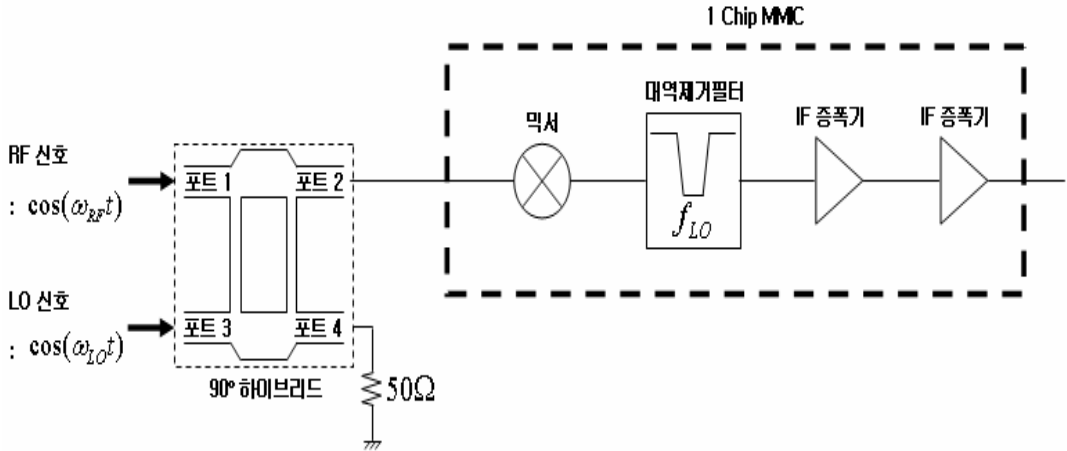 1 Chip MMIC
대역제거필터
믹서
IF 증폭기
IF 증폭기
RF 신호
: cos(ω_RF t)
포트 1
포트 2
f_LO
LO 신호
: cos(ω_LO t)
포트 3
포트 4
90° 하이브리드
50Ω